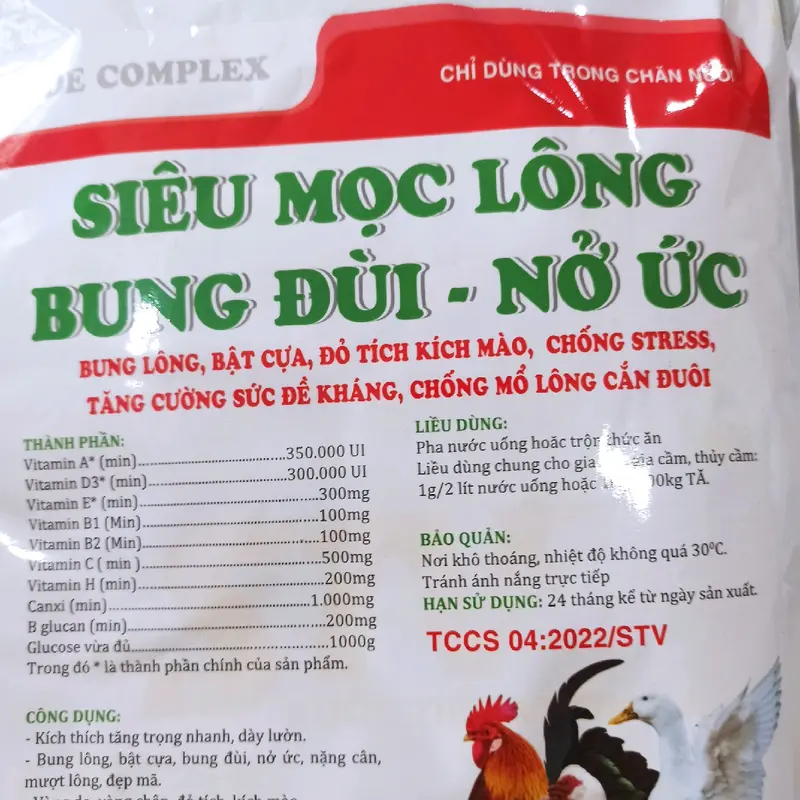 DE COMPLEX
CHỈ DÙNG TRONG CHĂN NUÔI
SIÊU MỌC LÔNG
BUNG ĐÙI - NỞ ỨC
BUNG LÔNG, BẬT CỰA, ĐỎ TÍCH KÍCH MÀO, CHỐNG STRESS,
TĂNG CƯỜNG SỨC ĐỀ KHÁNG, CHỐNG MỔ LÔNG CẮN ĐUÔI
THÀNH PHẦN:
Vitamin A* (min)...350.000 UI
Vitamin D3* (min)...300.000 UI
Vitamin E* (min)...300mg
Vitamin B1 (Min)...100mg
Vitamin B2 (Min)...100mg
Vitamin C ( min )...500mg
Vitamin H (min)...200mg
Canxi (min)...1.000mg
B glucan (min)...200mg
Glucose vừa đủ...1000g
Trong đó * là thành phần chính của sản phẩm.
CÔNG DỤNG:
- Kích thích tăng trọng nhanh, dày lườn.
- Bung lông, bật cựa, bung đùi, nở ức, nặng cân,
mượt lông, đẹp mã.
LIỀU DÙNG:
Pha nước uống hoặc trộn thức ăn
Liều dùng chung cho gia cầm, thủy cầm:
1g/2 lít nước uống hoặc TĂ.
BẢO QUẢN:
Nơi khô thoáng, nhiệt độ không quá 30⁰C.
Tránh ánh nắng trực tiếp
HẠN SỬ DỤNG: 24 tháng kể từ ngày sản xuất.
TCCS 04:2022/STV